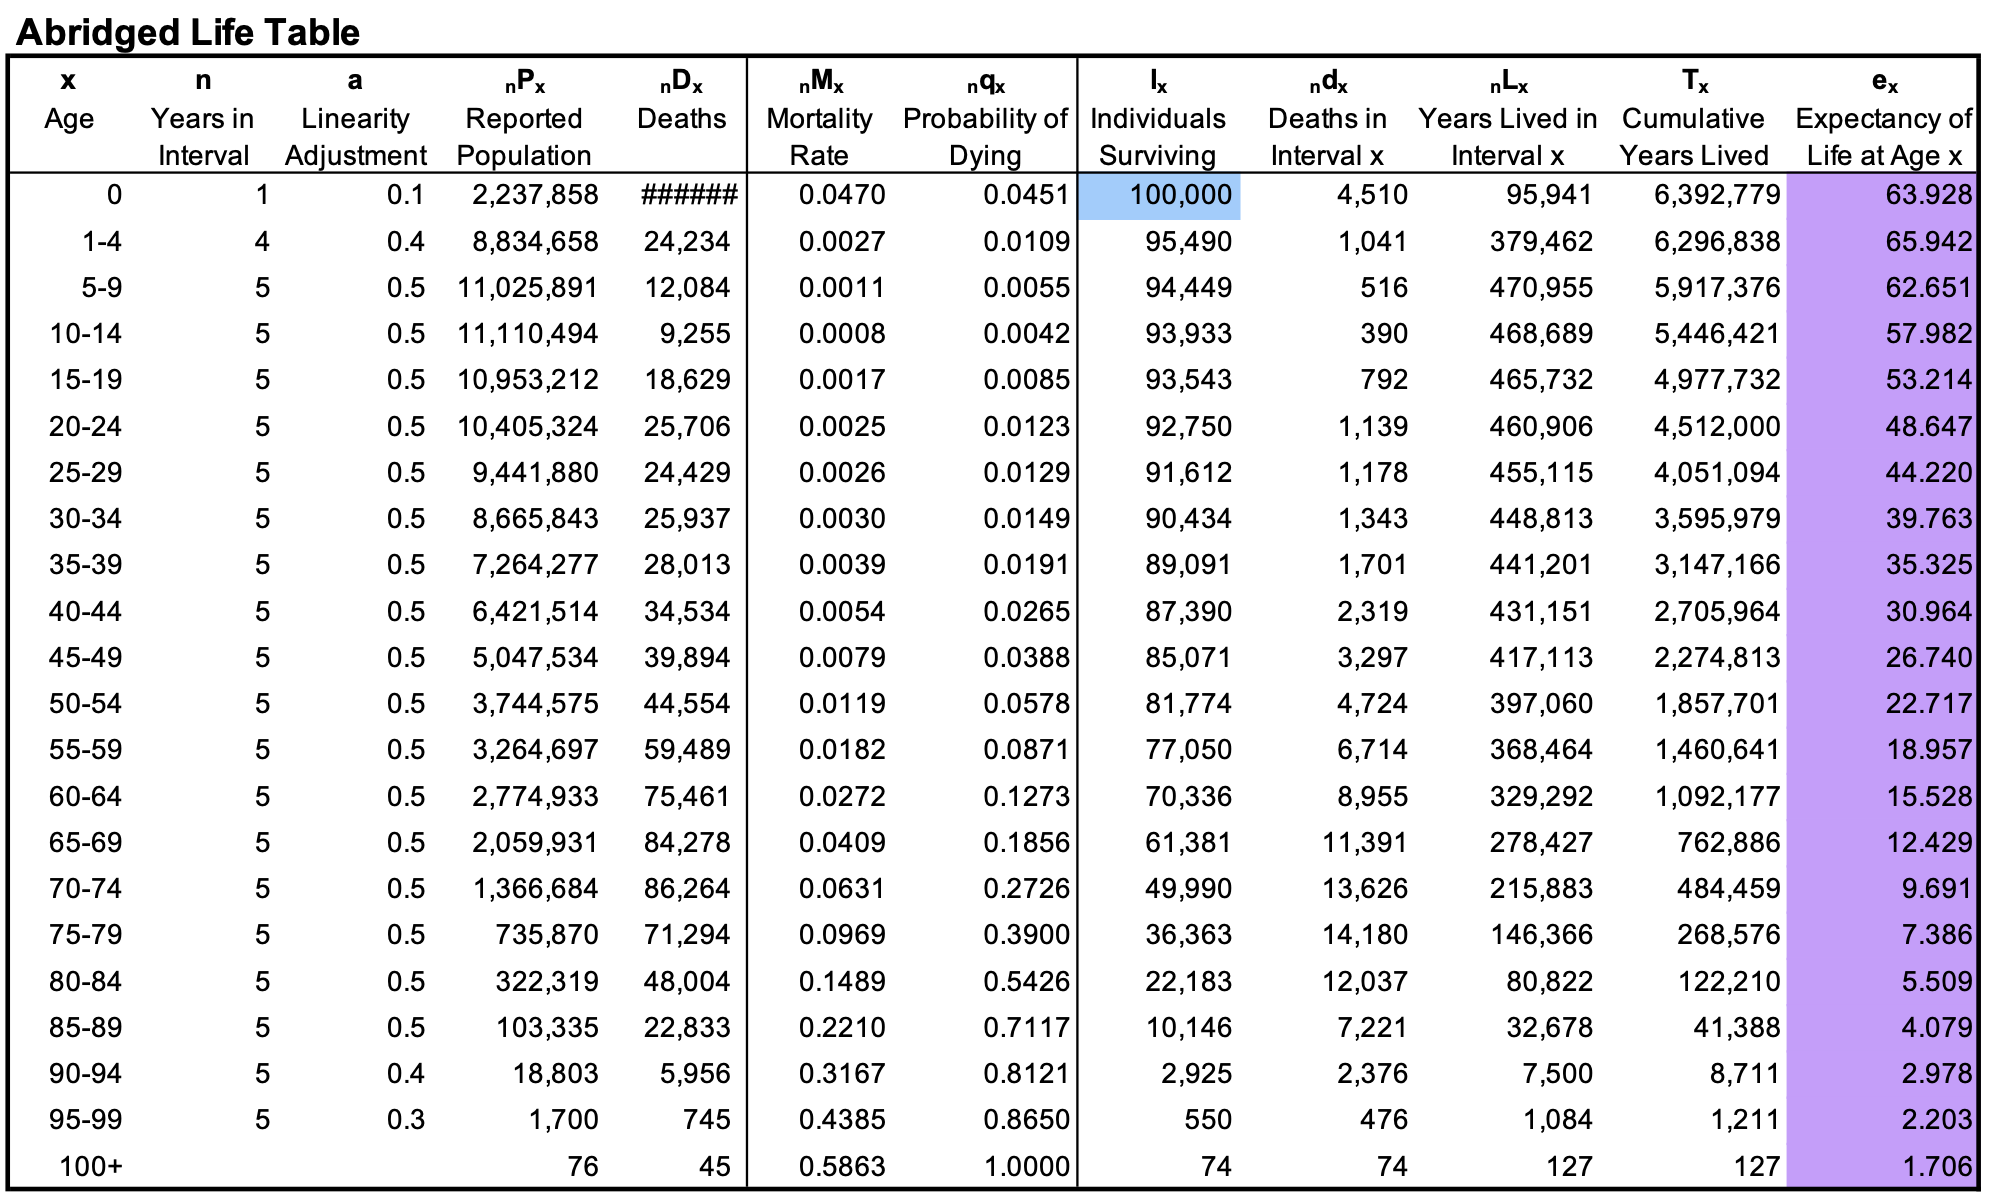 Abridged Life Table
x n a nPx nDx nMx nqx lx ndx nLx Tx ex
Age Years in Linearity Reported Deaths Mortality Probability of Individuals Deaths in Years Lived in Cumulative Expectancy of
Interval Adjustment Population Rate Dying Surviving Interval x Interval x Years Lived Life at Age x
0 1 0.1 2,237,858 ###### 0.0470 0.0451 100,000 4,510 95,941 6,392,779 63.928
1-4 4 0.4 8,834,658 24,234 0.0027 0.0109 95,490 1,041 379,462 6,296,838 65.942
5-9 5 0.5 11,025,891 12,084 0.0011 0.0055 94,449 516 470,955 5,917,376 62.651
10-14 5 0.5 11,110,494 9,255 0.0008 0.0042 93,933 390 468,689 5,446,421 57.982
15-19 5 0.5 10,953,212 18,629 0.0017 0.0085 93,543 792 465,732 4,977,732 53.214
20-24 5 0.5 10,405,324 25,706 0.0025 0.0123 92,750 1,139 460,906 4,512,000 48.647
25-29 5 0.5 9,441,880 24,429 0.0026 0.0129 91,612 1,178 455,115 4,051,094 44.220
30-34 5 0.5 8,665,843 25,937 0.0030 0.0149 90,434 1,343 448,813 3,595,979 39.763
35-39 5 0.5 7,264,277 28,013 0.0039 0.0191 89,091 1,701 441,201 3,147,166 35.325
40-44 5 0.5 6,421,514 34,534 0.0054 0.0265 87,390 2,319 431,151 2,705,964 30.964
45-49 5 0.5 5,047,534 39,894 0.0079 0.0388 85,071 3,297 417,113 2,274,813 26.740
50-54 5 0.5 3,744,575 44,554 0.0119 0.0578 81,774 4,724 397,060 1,857,701 22.717
55-59 5 0.5 3,264,697 59,489 0.0182 0.0871 77,050 6,714 368,464 1,460,641 18.957
60-64 5 0.5 2,774,933 75,461 0.0272 0.1273 70,336 8,955 329,292 1,092,177 15.528
65-69 5 0.5 2,059,931 84,278 0.0409 0.1856 61,381 11,391 278,427 762,886 12.429
70-74 5 0.5 1,366,684 86,264 0.0631 0.2726 49,990 13,626 215,883 484,459 9.691
75-79 5 0.5 735,870 71,294 0.0969 0.3900 36,363 14,180 146,366 268,576 7.386
80-84 5 0.5 322,319 48,004 0.1489 0.5426 22,183 12,037 80,822 122,210 5.509
85-89 5 0.5 103,335 22,833 0.2210 0.7117 10,146 7,221 32,678 41,388 4.079
90-94 5 0.4 18,803 5,956 0.3167 0.8121 2,925 2,376 7,500 8,711 2.978
95-99 5 0.3 1,700 745 0.4385 0.8650 550 476 1,084 1,211 2.203
100+ 76 45 0.5863 1.0000 74 74 127 127 1.706